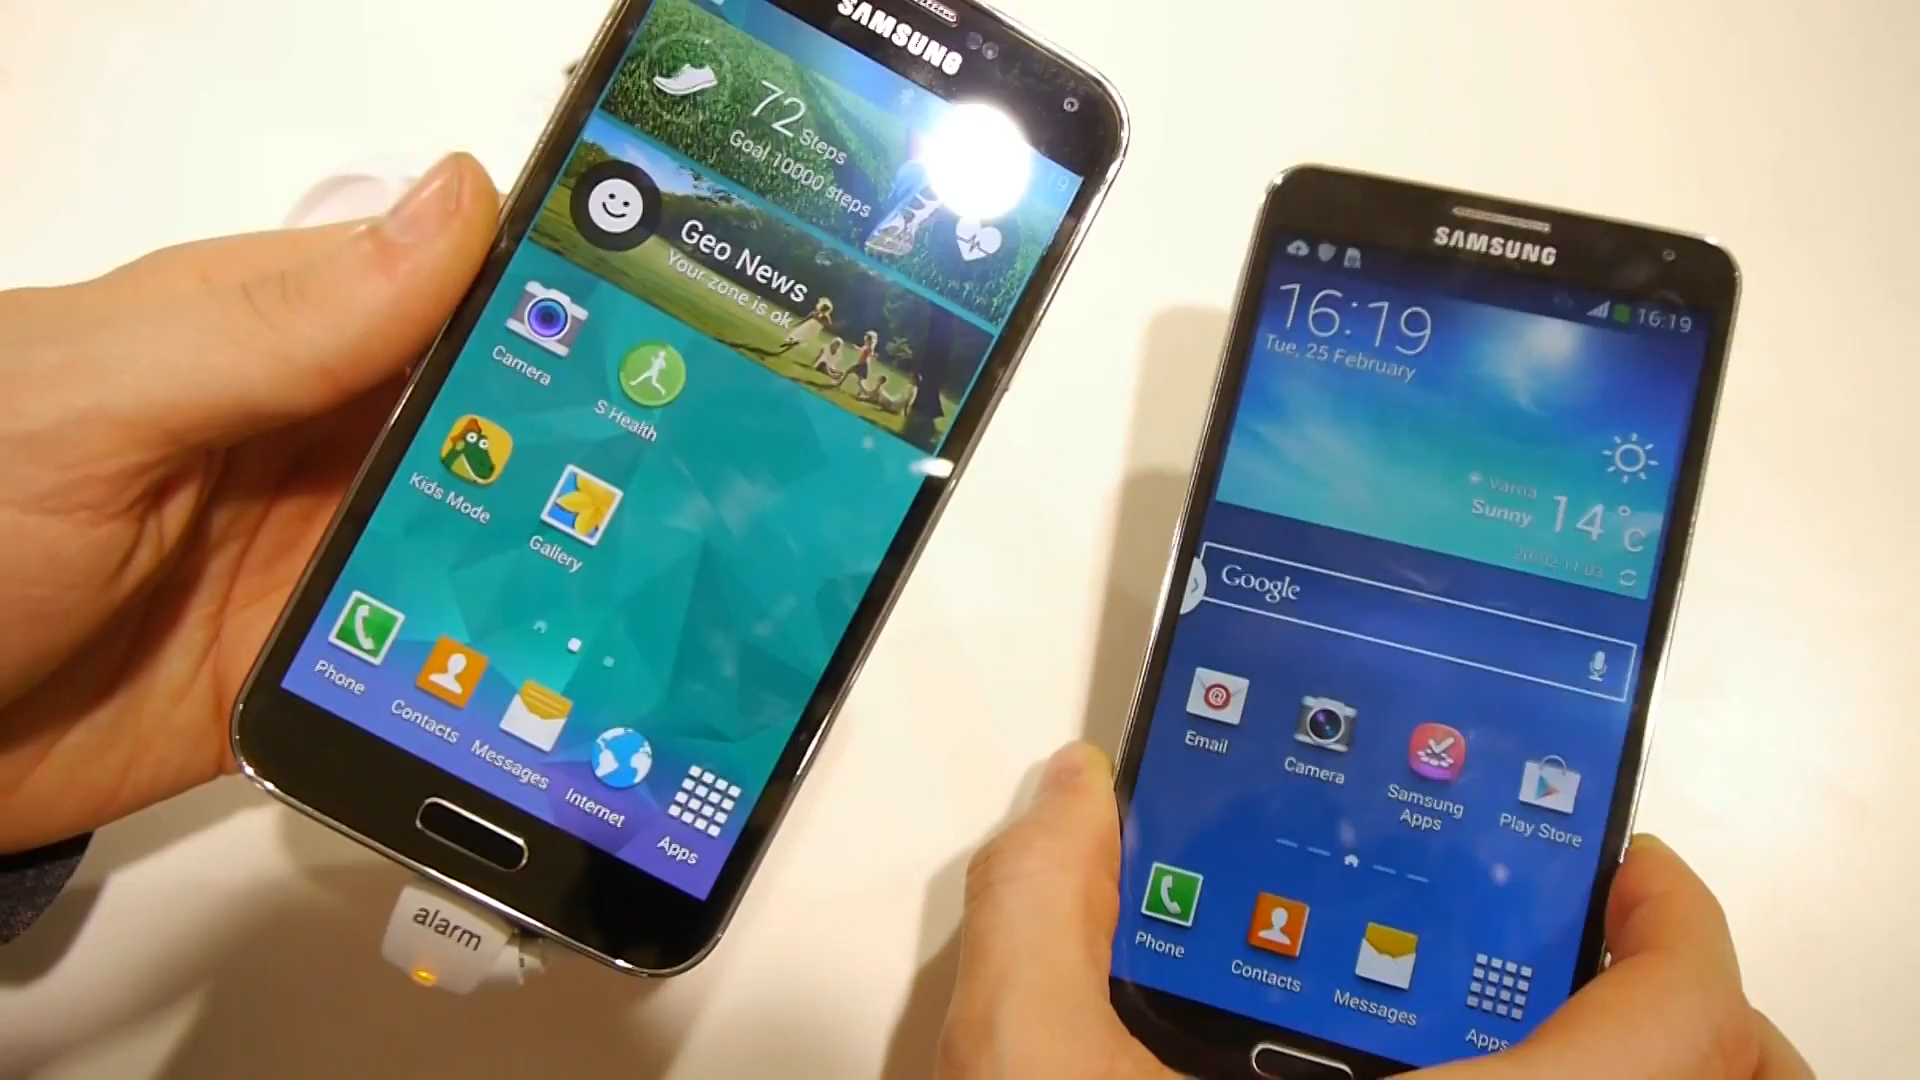 SAMSUNG
72 Steps
Goal 10000 steps
Geo News
Your zone is ok
Camera
S Health
Kids Mode
Gallery
Phone
Contacts
Messages
Internet
Apps
alarm
SAMSUNG
16:19
16:19
Tue, 25 February
Varna
Sunny
14°C
Google
Email
Camera
Samsung
Apps
Play Store
Phone
Contacts
Messages
Apps